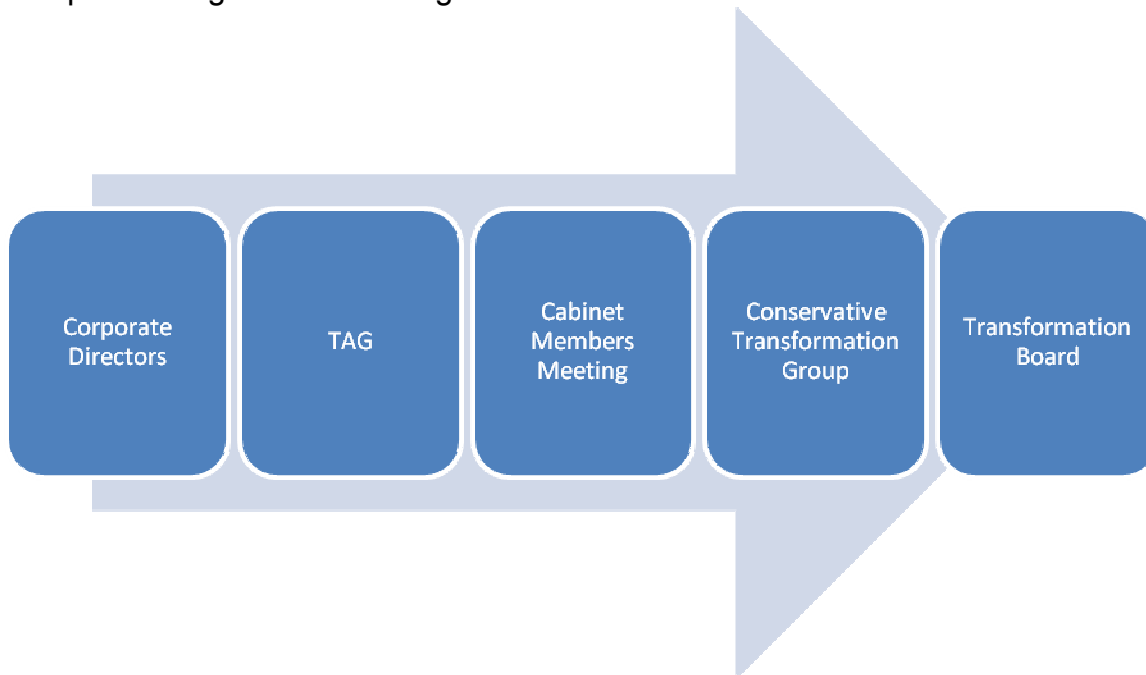 Corporate
Directors
TAG
Cabinet
Members
Meeting
Conservative
Transformation
Group
Transformation
Board